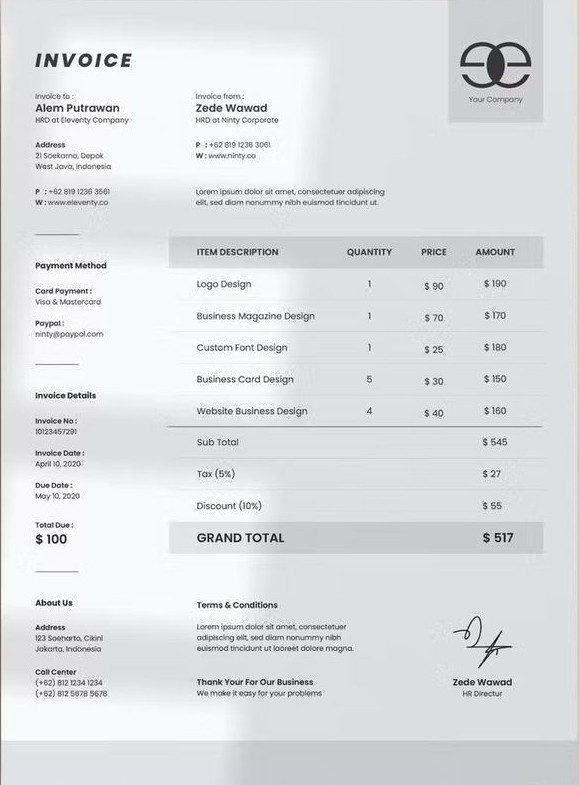 INVOICE
Your Company
Invoice to :
Alem Putrawan
HRD at Eleventy Company
Invoice from :
Zede Wawad
HRD at Ninty Corporate
Address
21 Soekarno, Depok
West Java, Indonesia
P : +62 819 1236 3061
W : www.ninty.co
P : +62 819 1236 3561
W : www.eleventy.co
Lorem ipsum dolor sit amet, consectetuer adipiscing
elit, sed diam nonummy nibh euismod tincidunt ut.
Payment Method
Card Payment :
Visa & Mastercard
Paypal :
ninty@paypal.com
Invoice Details
Invoice No :
10123457291
Invoice Date :
April 10, 2020
Due Date :
May 10, 2020
Total Due :
$ 100
ITEM DESCRIPTION QUANTITY PRICE AMOUNT
Logo Design 1 $ 90 $ 190
Business Magazine Design 1 $ 70 $ 170
Custom Font Design 1 $ 25 $ 180
Business Card Design 5 $ 30 $ 150
Website Business Design 4 $ 40 $ 160
Sub Total $ 545
Tax (5%) $ 27
Discount (10%) $ 55
GRAND TOTAL $ 517
About Us
Address
123 Soeharto, Cikini
Jakarta, Indonesia
Call Center
(+62) 812 1234 1234
(+62) 812 5678 5678
Terms & Conditions
Lorem ipsum dolor sit amet, consectetuer
adipiscing elit, sed diam nonummy nibh
euismod tincidunt ut laoreet dolore magna.
Thank Your For Our Business
We make it easy for your problems
Zede Wawad
HR Directur